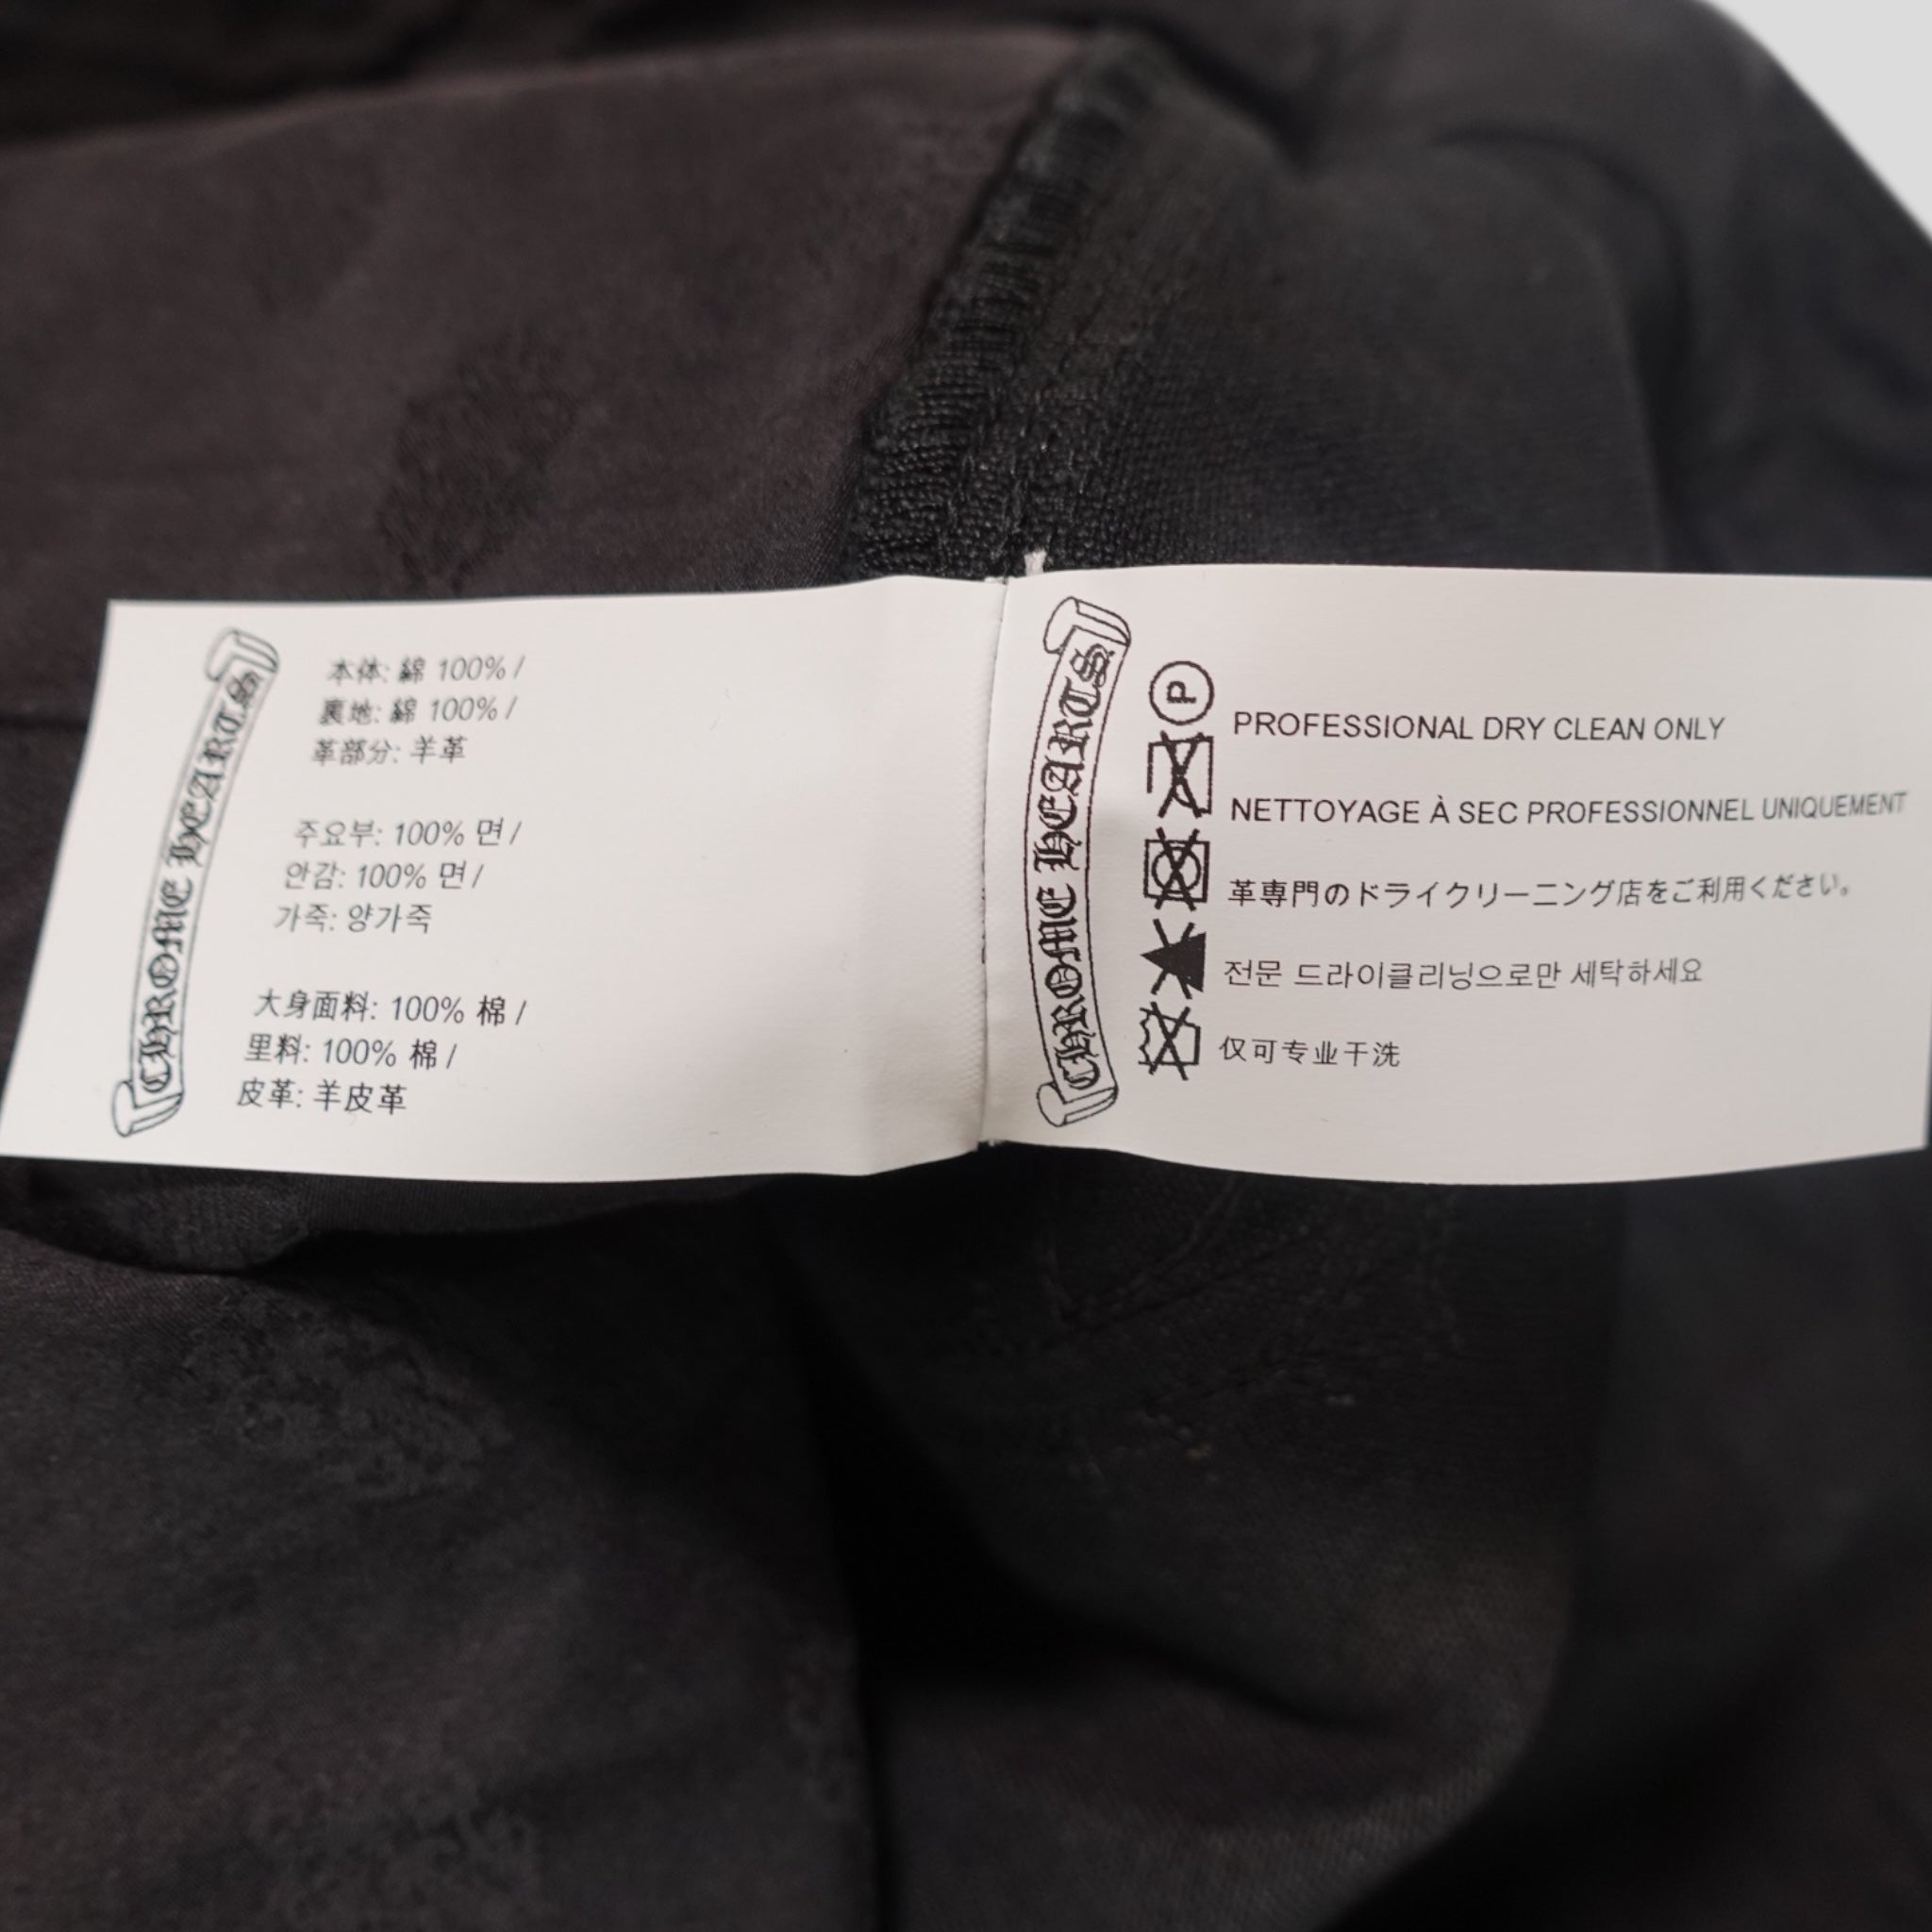 CHROME HEARTS
本体: 綿 100% /
裏地: 綿 100% /
革部分: 羊革
주요부: 100% 면 /
안감: 100% 면 /
가죽: 양가죽
大身面料: 100% 棉 /
里料: 100% 棉 /
皮革: 羊皮革
CHROME HEARTS
P
PROFESSIONAL DRY CLEAN ONLY
NETTOYAGE À SEC PROFESSIONNEL UNIQUEMENT
革専門のドライクリーニング店をご利用ください。
전문 드라이클리닝으로만 세탁하세요
仅可专业干洗